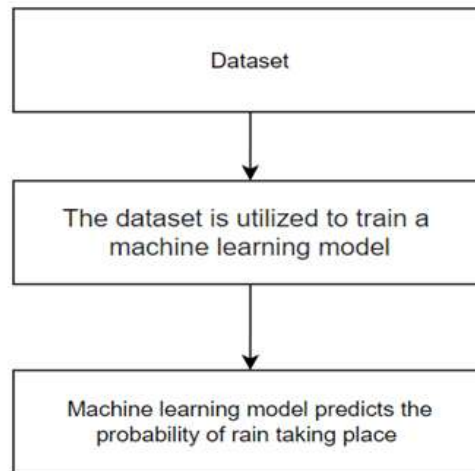 Dataset
The dataset is utilized to train a
machine learning model
Machine learning model predicts the
probability of rain taking place